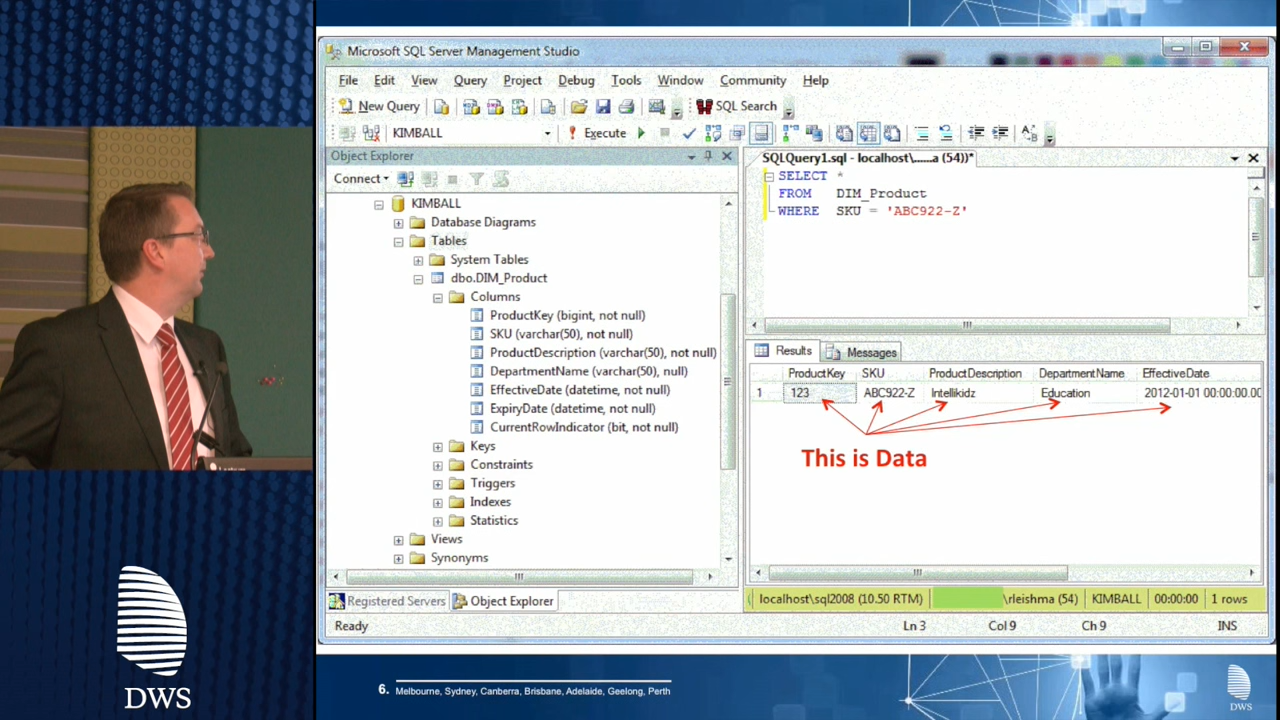 Microsoft SQL Server Management Studio
File Edit View Query Project Debug Tools Window Community Help
New Query SQL Search
KIMBALL Execute
Object Explorer
Connect
KIMBALL
Database Diagrams
Tables
System Tables
dbo.DIM_Product
Columns
ProductKey (bigint, not null)
SKU (varchar(50), not null)
ProductDescription (varchar(50), not null)
DepartmentName (varchar(50), null)
EffectiveDate (datetime, not null)
ExpiryDate (datetime, not null)
CurrentRowIndicator (bit, not null)
Keys
Constraints
Triggers
Indexes
Statistics
Views
Synonyms
Registered Servers Object Explorer
SQLQuery1.sql - localhost\......a (54))*
SELECT *
FROM DIM_Product
WHERE SKU = 'ABC922-Z'
Results Messages
ProductKey SKU ProductDescription DepartmentName EffectiveDate
1 123 ABC922-Z Intellikidz Education 2012-01-01 00:00:00.00
This is Data
localhost\sql2008 (10.50 RTM) \rleishma (54) KIMBALL 00:00:00 1 rows
Ready Ln 3 Col 9 Ch 9 INS
DWS
6. Melbourne, Sydney, Canberra, Brisbane, Adelaide, Geelong, Perth
DWS